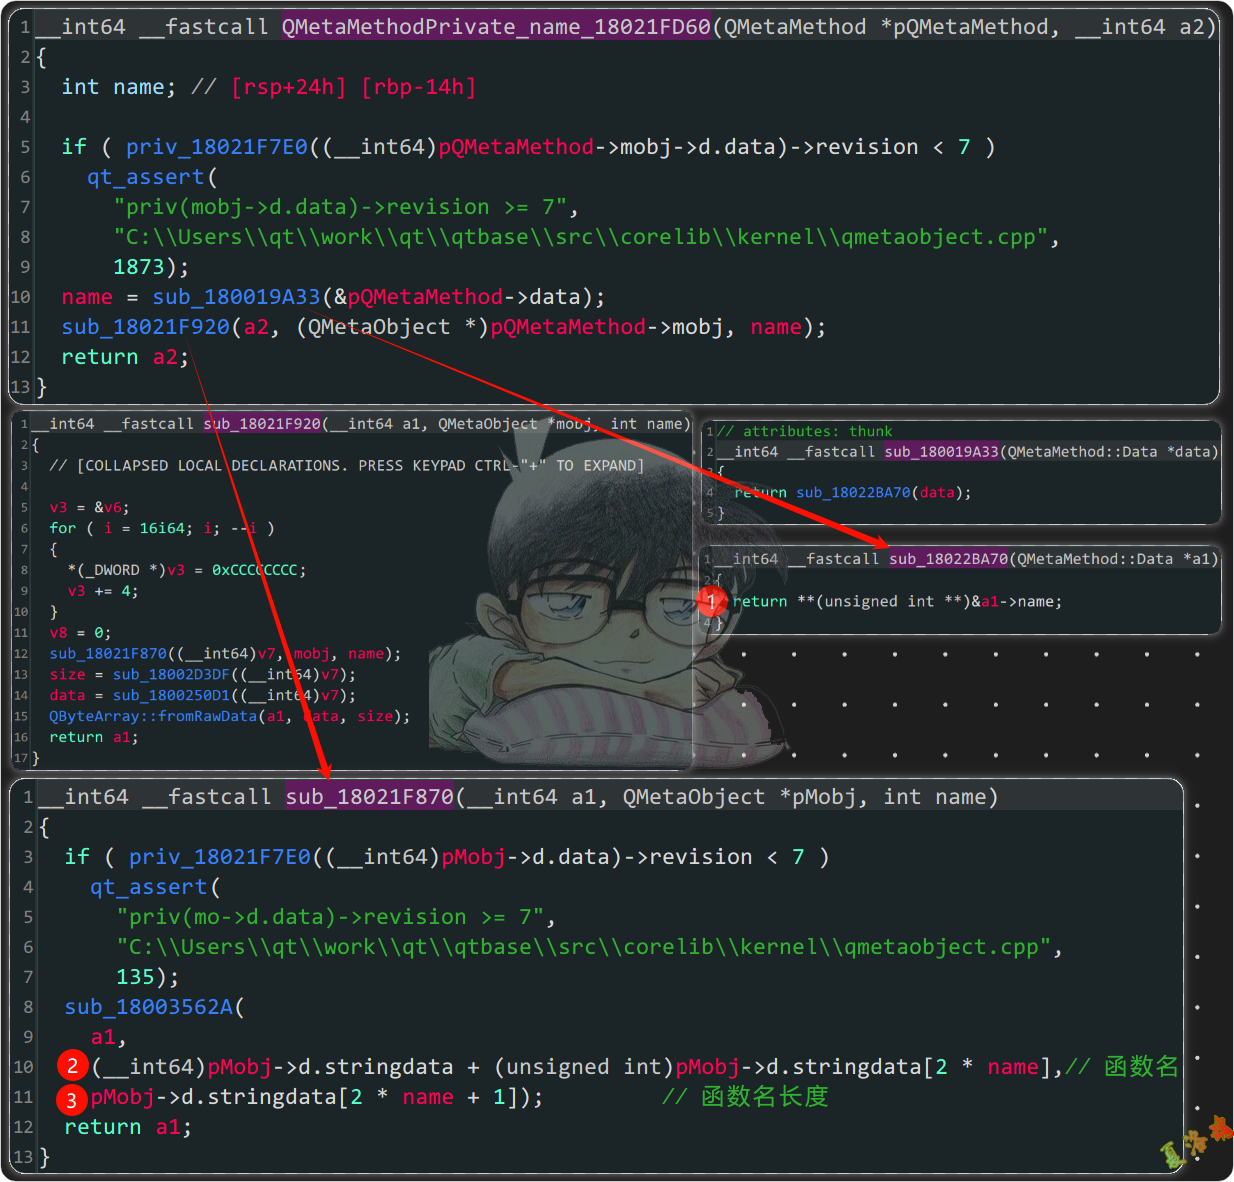 1 __int64 __fastcall QMetaMethodPrivate_name_18021FD60(QMetaMethod *pQMetaMethod, __int64 a2)
2 {
3 int name; // [rsp+24h] [rbp-14h]
4
5 if ( priv_18021F7E0((__int64)pQMetaMethod->mobj->d.data)->revision < 7 )
6 qt_assert(
7 "priv(mobj->d.data)->revision >= 7",
8 "C:\\Users\\qt\\work\\qt\\qtbase\\src\\corelib\\kernel\\qmetaobject.cpp",
9 1873);
10 name = sub_180019A33(&pQMetaMethod->data);
11 sub_18021F920(a2, (QMetaObject *)pQMetaMethod->mobj, name);
12 return a2;
13 }
1 __int64 __fastcall sub_18021F920(__int64 a1, QMetaObject *mobj, int name)
2 {
3 // [COLLAPSED LOCAL DECLARATIONS. PRESS KEYPAD CTRL-"+" TO EXPAND]
4
5 v3 = &v6;
6 for ( i = 16i64; i; --i )
7 {
8 *(_DWORD *)v3 = 0xCCCCCCCC;
9 v3 += 4;
10 }
11 v8 = 0;
12 sub_18021F870((__int64)v7, mobj, name);
13 size = sub_18002D3DF((__int64)v7);
14 data = sub_1800250D1((__int64)v7);
15 QByteArray::fromRawData(a1, data, size);
16 return a1;
17 }
1 // attributes: thunk
2 __int64 __fastcall sub_180019A33(QMetaMethod::Data *data)
3 {
4 return sub_18022BA70(data);
5 }
1 __int64 __fastcall sub_18022BA70(QMetaMethod::Data *a1)
2 {
1 return **(unsigned int **)&a1->name;
4 }
1 __int64 __fastcall sub_18021F870(__int64 a1, QMetaObject *pMobj, int name)
2 {
3 if ( priv_18021F7E0((__int64)pMobj->d.data)->revision < 7 )
4 qt_assert(
5 "priv(mo->d.data)->revision >= 7",
6 "C:\\Users\\qt\\work\\qt\\qtbase\\src\\corelib\\kernel\\qmetaobject.cpp",
7 135);
8 sub_18003562A(
9 a1,
10 2 (__int64)pMobj->d.stringdata + (unsigned int)pMobj->d.stringdata[2 * name],// 函数名
11 3 pMobj->d.stringdata[2 * name + 1]); // 函数名长度
12 return a1;
13 }